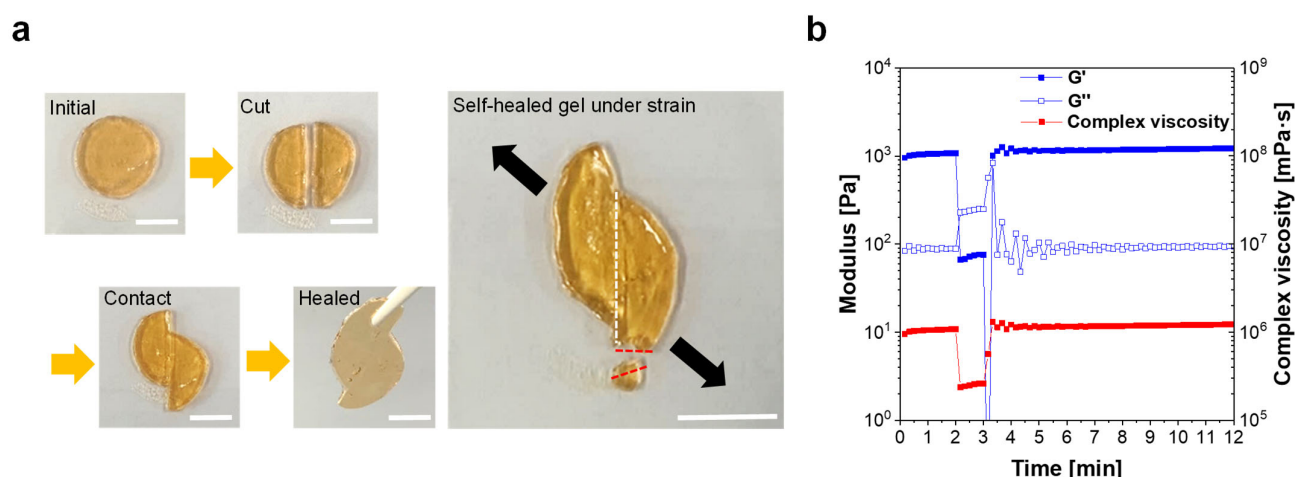 a
Initial
Cut
Contact
Healed
Self-healed gel under strain
b
G'
G''
Complex viscosity
Modulus [Pa]
10⁴
10³
10²
10¹
10⁰
Complex viscosity [mPa·s]
10⁹
10⁸
10⁷
10⁶
10⁵
0 1 2 3 4 5 6 7 8 9 10 11 12
Time [min]